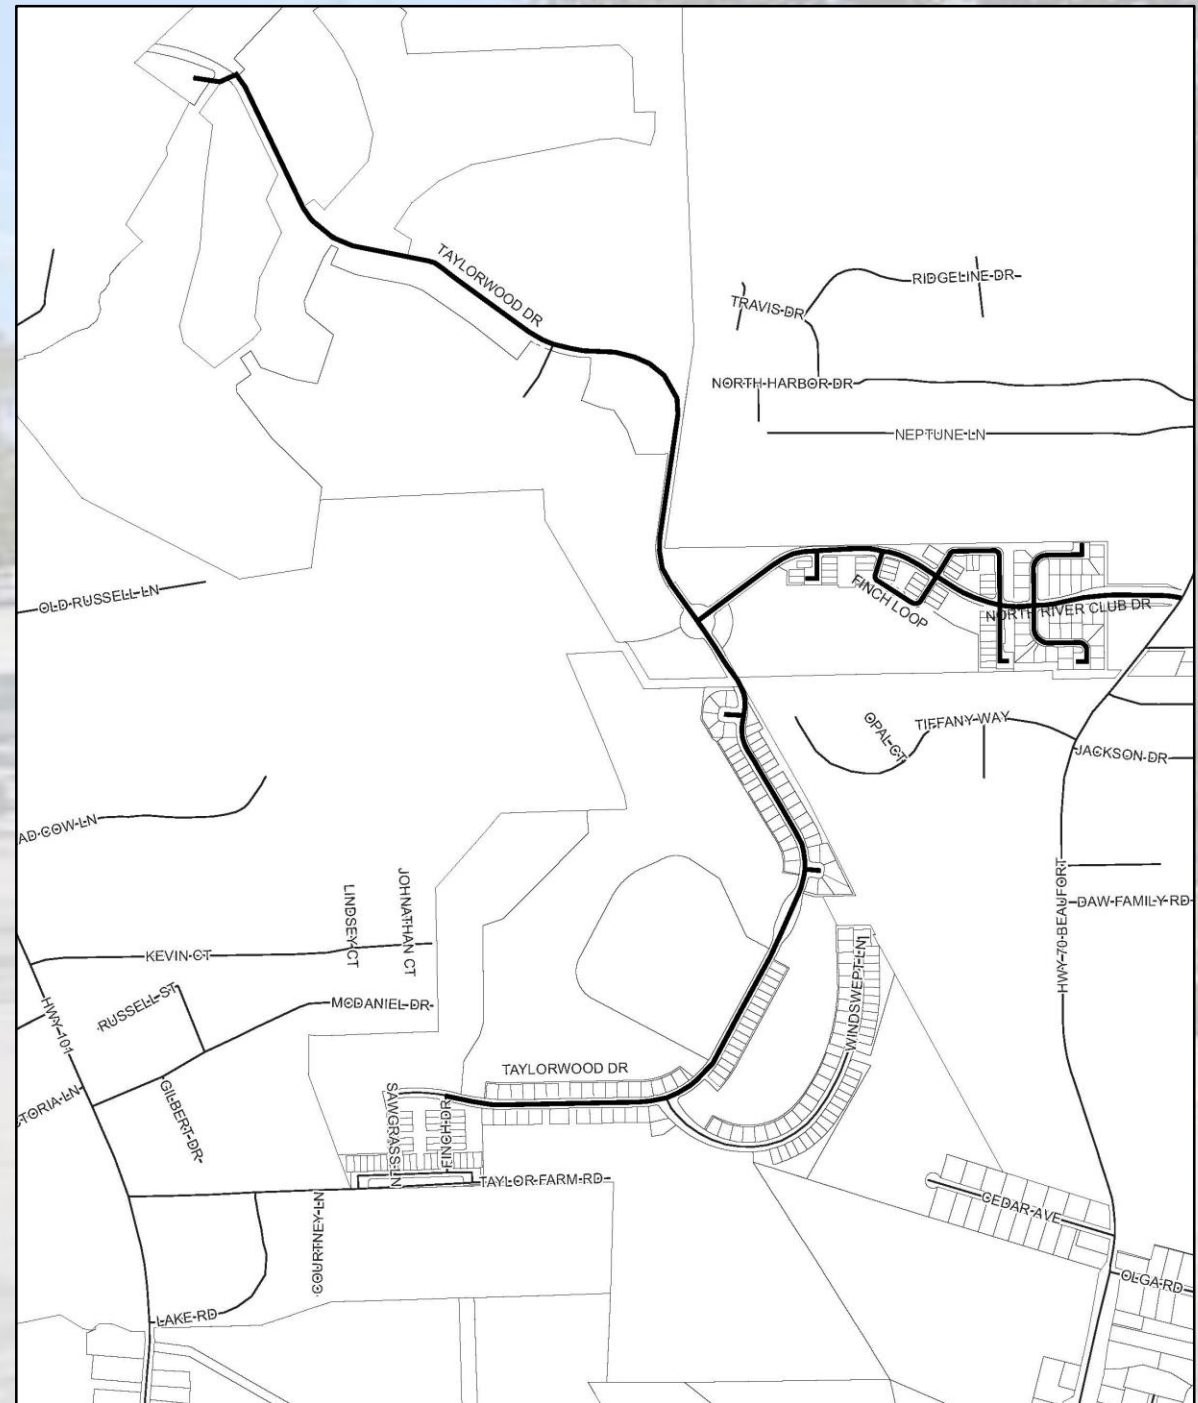 TAYLORWOOD DR
RIDGELINE DR
TRAVIS DR
NORTH HARBOR DR
NEPTUNE LN
OLD RUSSELL LN
FINCH LOOP
NORTH RIVER CLUB DR
OPAL CT
TIFFANY WAY
JACKSON DR
AD COW LN
HWY 70 BEAUFORT
DAW FAMILY RD
LINDSEY CT
JOHNATHAN CT
KEVIN CT
WINDSWEPT LN
RUSSELL ST
MCDANIEL DR
HWY 101
TAYLORWOOD DR
CTORIA LN
GILBERT DR
SAWGRASS LN
FINCH DR
TAYLOR FARM RD
COURTNEY LN
CEDAR AVE
OLGA RD
LAKE RD